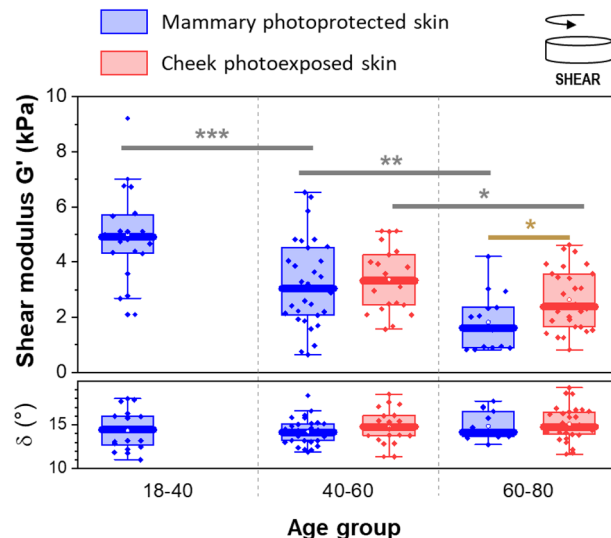 Mammary photoprotected skin
Cheek photoexposed skin
SHEAR
Shear modulus G' (kPa)
10
8
6
4
2
0
***
**
*
*
δ (°)
15
10
18-40
40-60
60-80
Age group